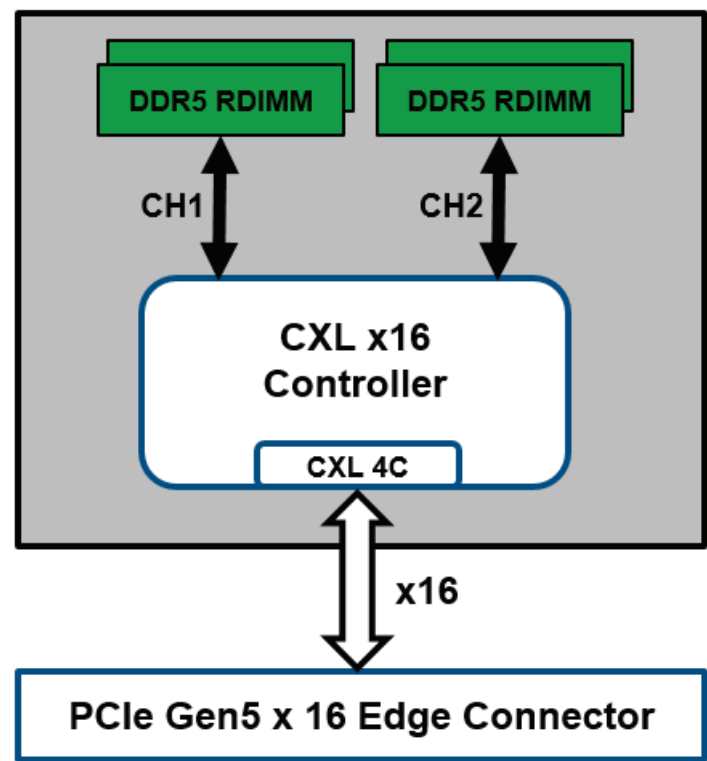 DDR5 RDIMM
DDR5 RDIMM
CH1
CH2
CXL x16
Controller
CXL 4C
x16
PCIe Gen5 x 16 Edge Connector